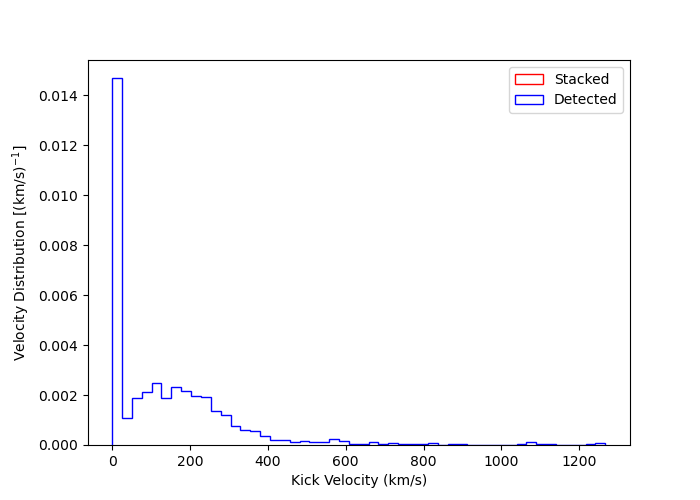 Stacked
Detected
0.014
0.012
0.010
0.008
0.006
0.004
0.002
0.000
Velocity Distribution [(km/s)⁻¹]
0 200 400 600 800 1000 1200
Kick Velocity (km/s)